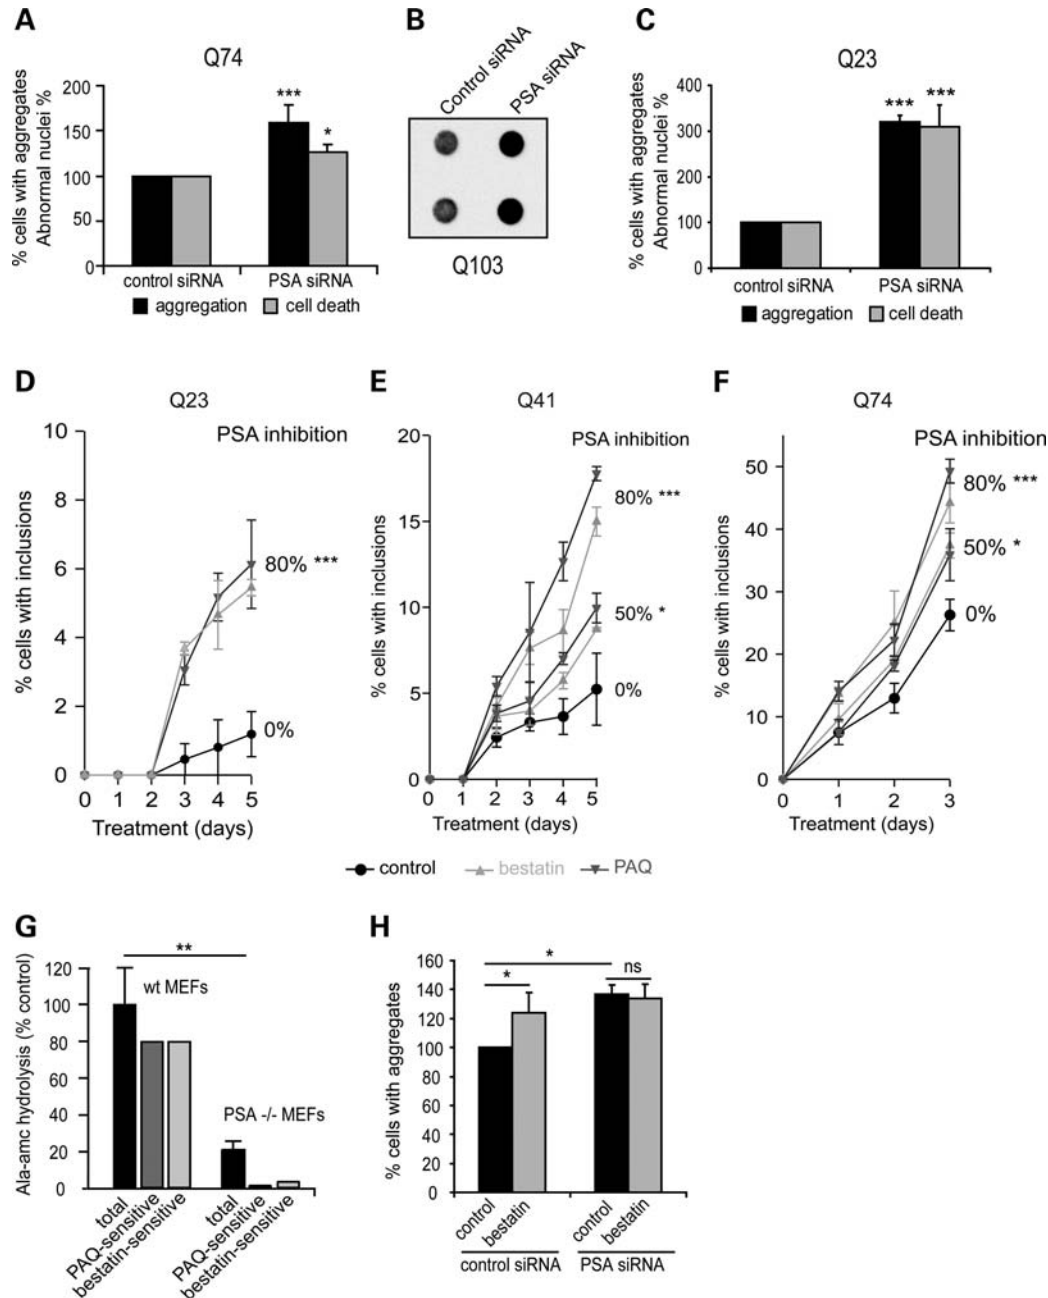 A
Q74
% cells with aggregates
Abnormal nuclei %
200
150
100
50
0
***
*
control siRNA
PSA siRNA
aggregation
cell death
B
Control siRNA
PSA siRNA
Q103
C
Q23
% cells with aggregates
Abnormal nuclei %
400
300
200
100
0
***
***
control siRNA
PSA siRNA
aggregation
cell death
D
Q23
PSA inhibition
% cells with inclusions
10
8
6
4
2
0
80% ***
0%
0 1 2 3 4 5
Treatment (days)
E
Q41
PSA inhibition
% cells with inclusions
20
15
10
5
0
80% ***
50% *
0%
0 1 2 3 4 5
Treatment (days)
F
Q74
PSA inhibition
% cells with inclusions
50
40
30
20
10
0
80% ***
50% *
0%
0 1 2 3
Treatment (days)
control
bestatin
PAQ
G
Ala-amc hydrolysis (% control)
120
100
80
60
40
20
0
**
wt MEFs
PSA -/- MEFs
total
PAQ-sensitive
bestatin-sensitive
total
PAQ-sensitive
bestatin-sensitive
H
% cells with aggregates
160
140
120
100
80
60
40
20
0
*
*
ns
control
bestatin
control
bestatin
control siRNA
PSA siRNA